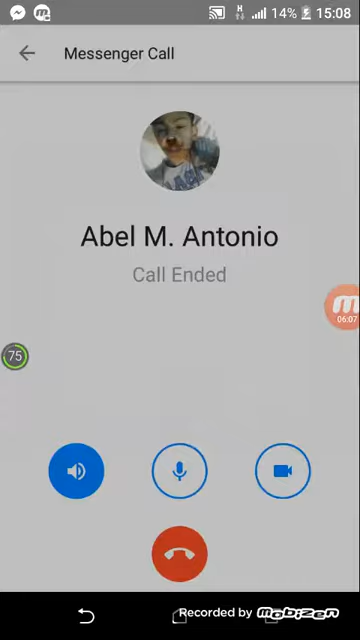 H 14% 15:08
Messenger Call
Abel M. Antonio
Call Ended
06:07
75
Recorded by mobizen